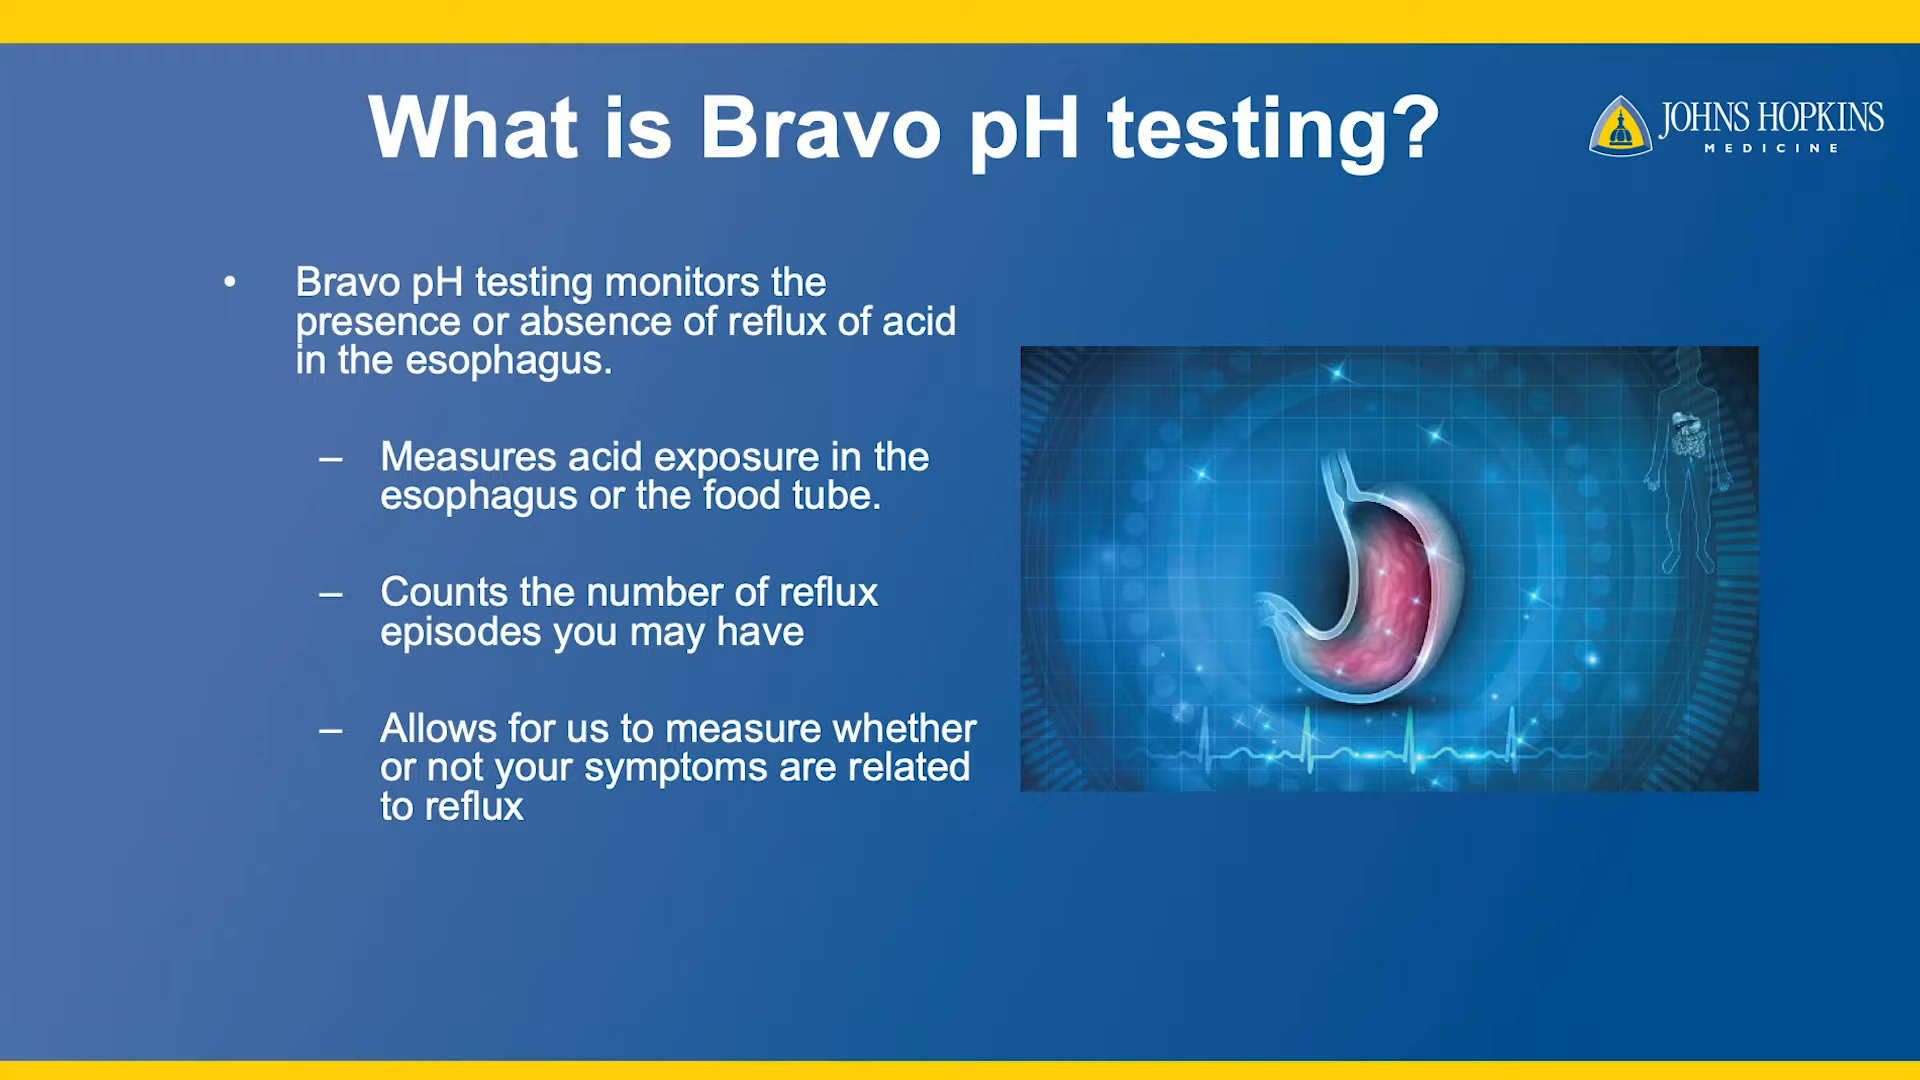 What is Bravo pH testing?
JOHNS HOPKINS
MEDICINE
• Bravo pH testing monitors the
presence or absence of reflux of acid
in the esophagus.
– Measures acid exposure in the
esophagus or the food tube.
– Counts the number of reflux
episodes you may have
– Allows for us to measure whether
or not your symptoms are related
to reflux